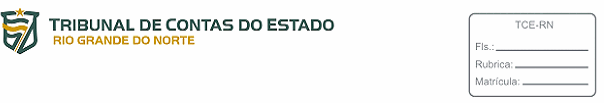 TRIBUNAL DE CONTAS DO ESTADO
RIO GRANDE DO NORTE
TCE-RN
Fls.:
Rubrica:
Matrícula: